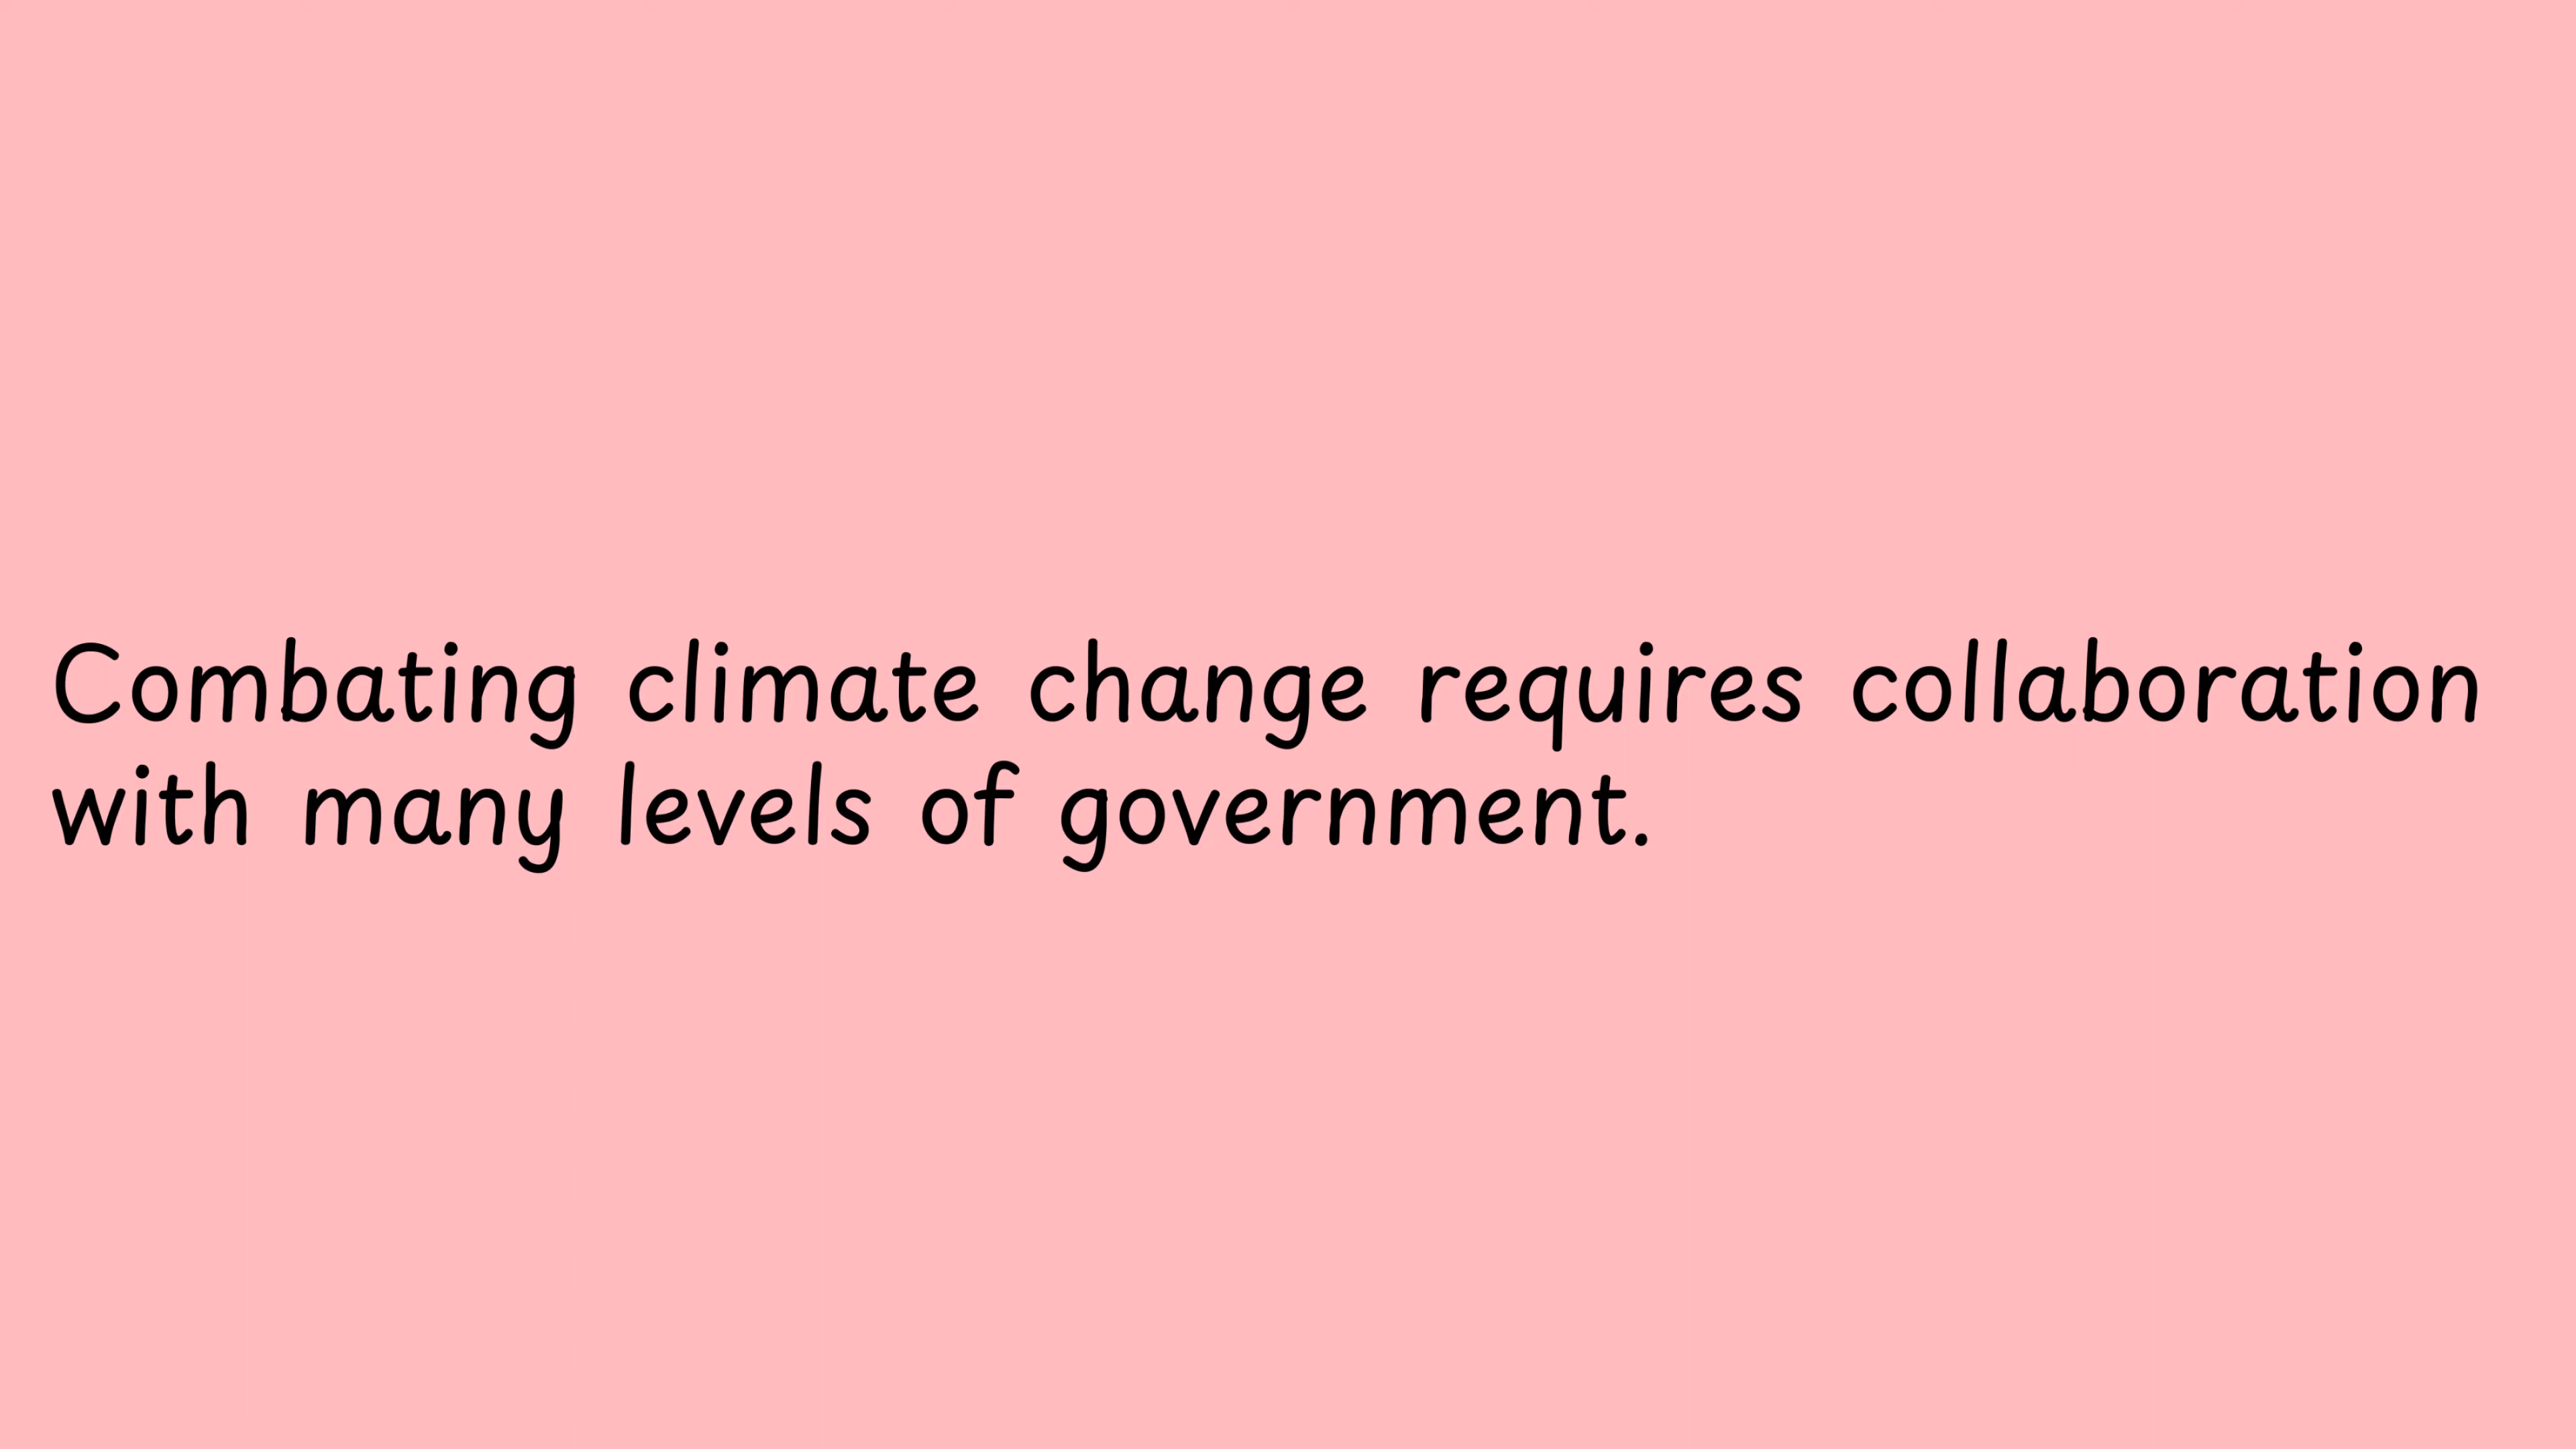 Combating climate change requires collaboration
with many levels of government.